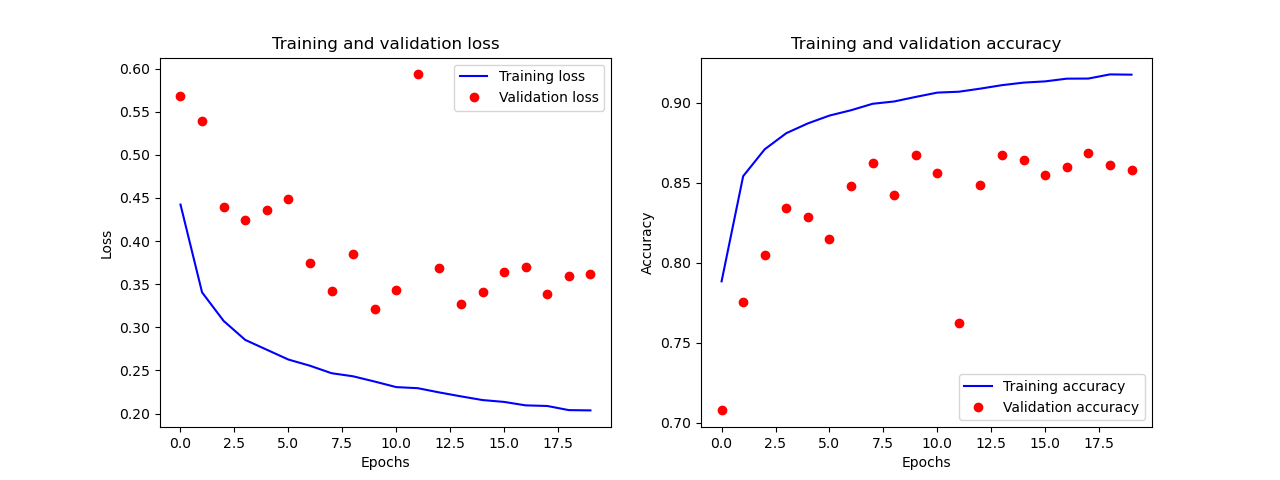 Training and validation loss
Training loss
Validation loss
0.60
0.55
0.50
0.45
0.40
0.35
0.30
0.25
0.20
Loss
0.0 2.5 5.0 7.5 10.0 12.5 15.0 17.5
Epochs
Training and validation accuracy
0.90
0.85
0.80
0.75
0.70
Accuracy
Training accuracy
Validation accuracy
0.0 2.5 5.0 7.5 10.0 12.5 15.0 17.5
Epochs